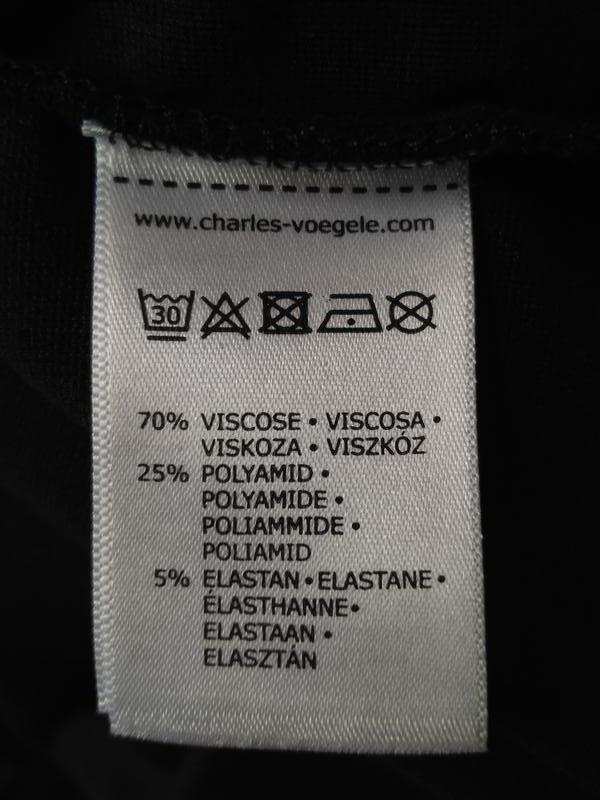 www.charles-voegele.com
30
70% VISCOSE • VISCOSA •
VISKOZA • VISZKÓZ
25% POLYAMID •
POLYAMIDE •
POLIAMMIDE •
POLIAMID
5% ELASTAN • ELASTANE •
ÉLASTHANNE •
ELASTAAN •
ELASZTÁN